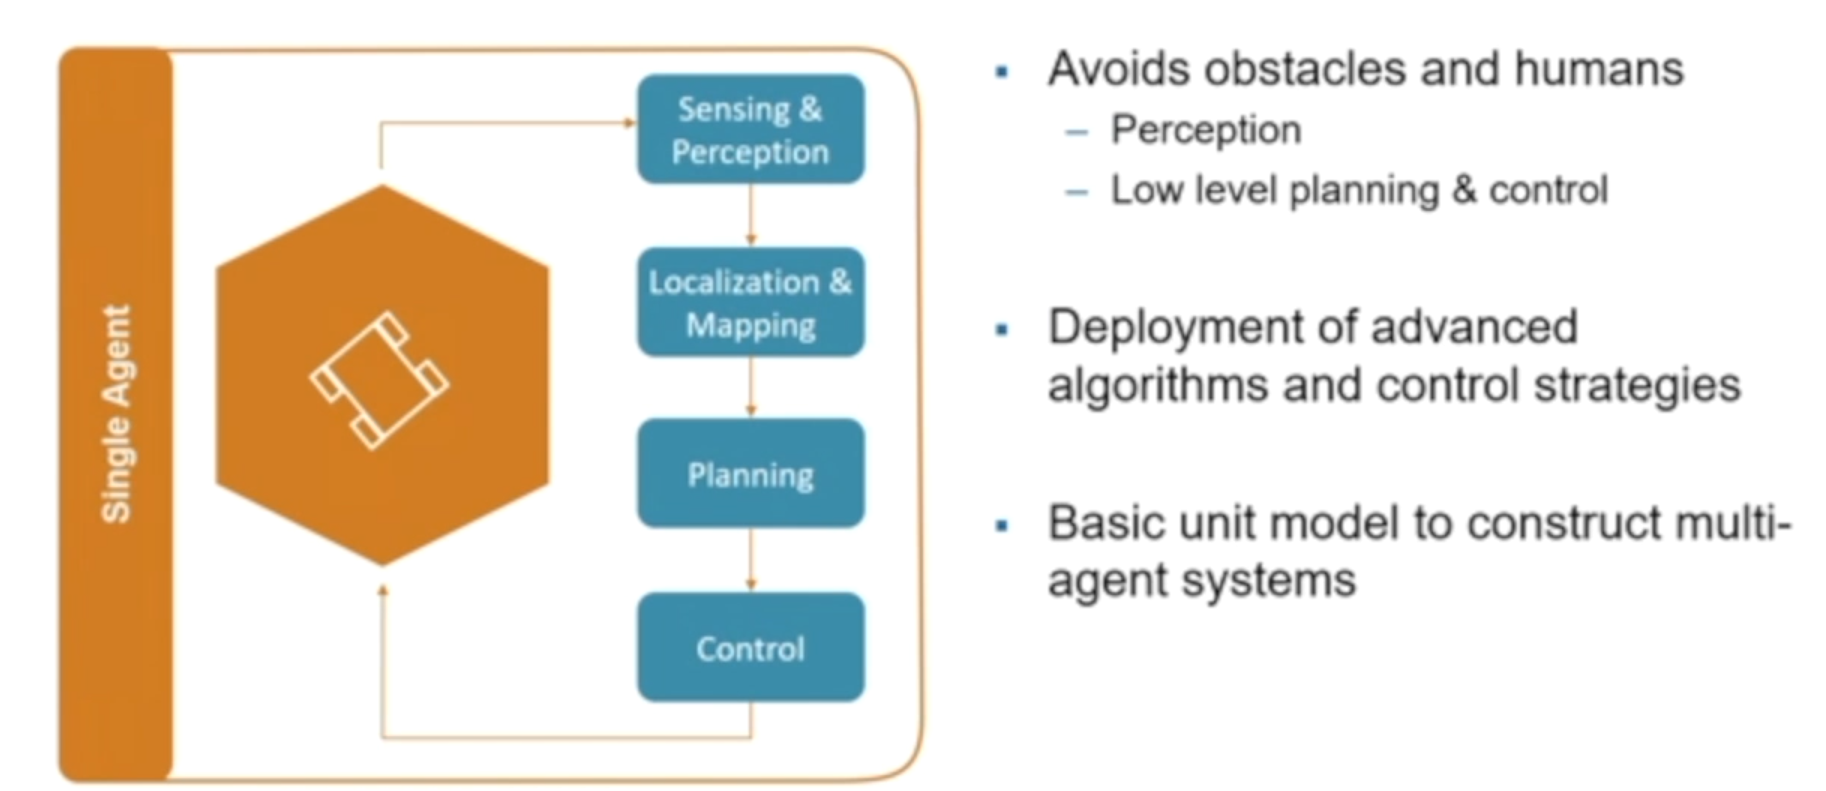 Single Agent
Sensing &
Perception
Localization &
Mapping
Planning
Control
▪ Avoids obstacles and humans
– Perception
– Low level planning & control
▪ Deployment of advanced
algorithms and control strategies
▪ Basic unit model to construct multi-
agent systems